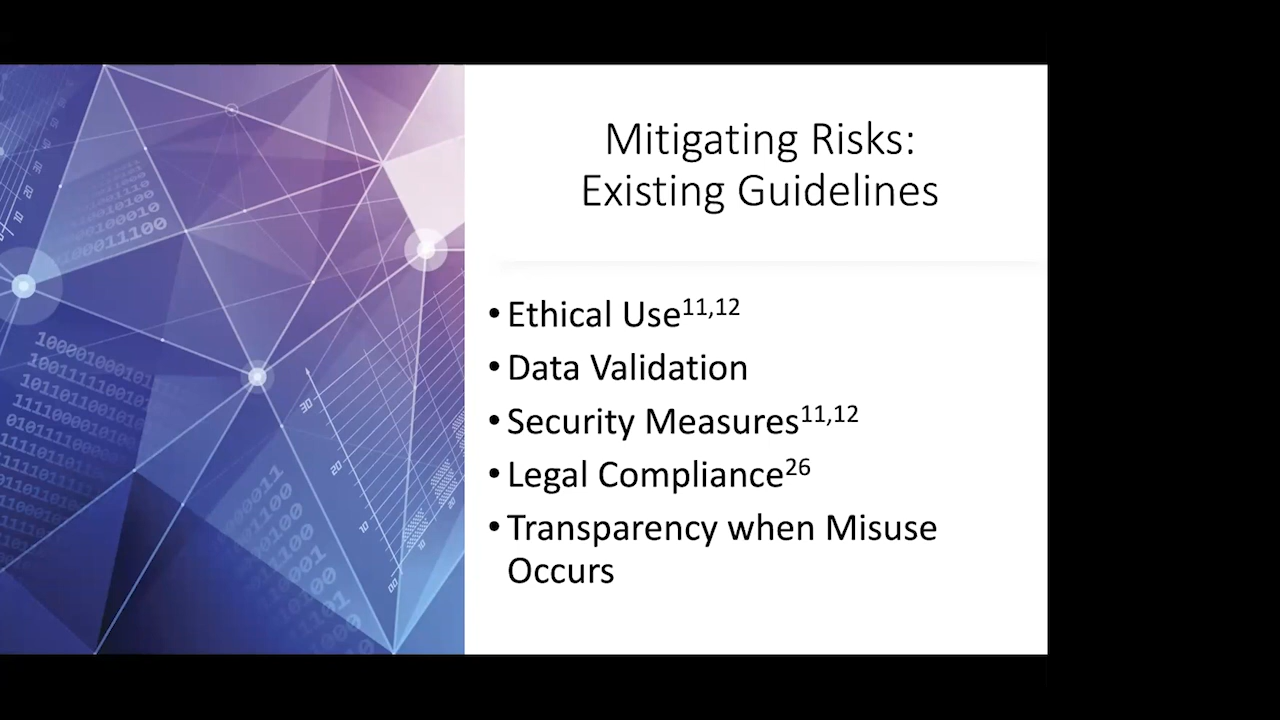 Mitigating Risks:
Existing Guidelines
• Ethical Use11,12
• Data Validation
• Security Measures11,12
• Legal Compliance26
• Transparency when Misuse
Occurs